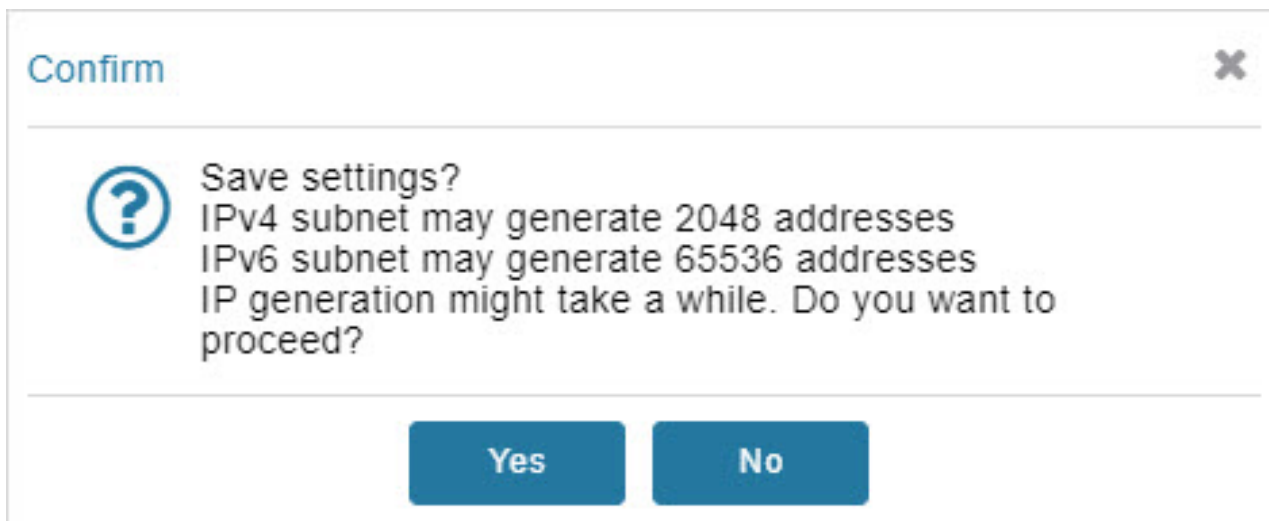 Confirm
Save settings?
IPv4 subnet may generate 2048 addresses
IPv6 subnet may generate 65536 addresses
IP generation might take a while. Do you want to
proceed?
Yes
No